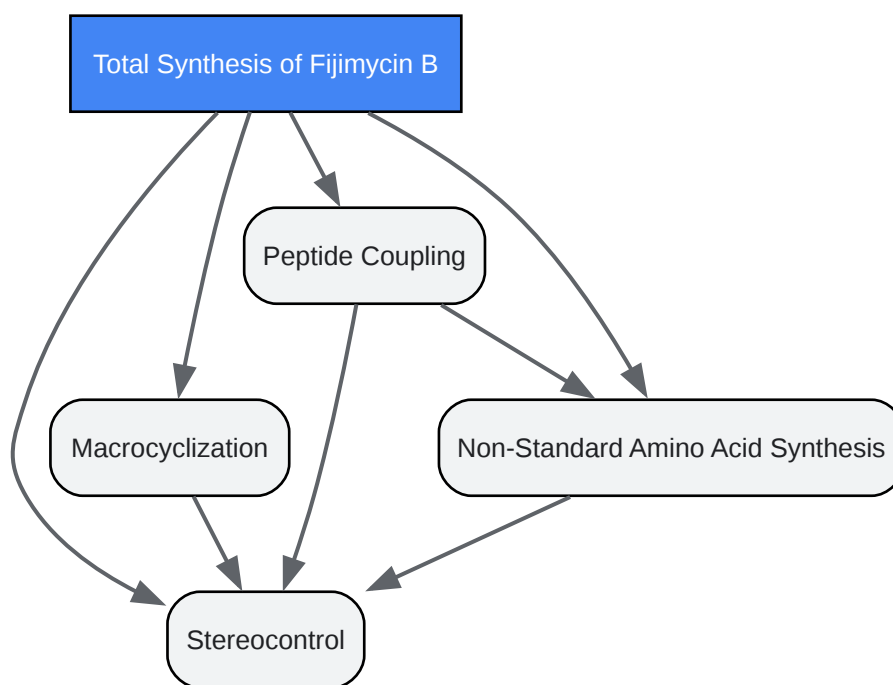 Total Synthesis of Fijimycin B
Peptide Coupling
Macrocyclization
Non-Standard Amino Acid Synthesis
Stereocontrol